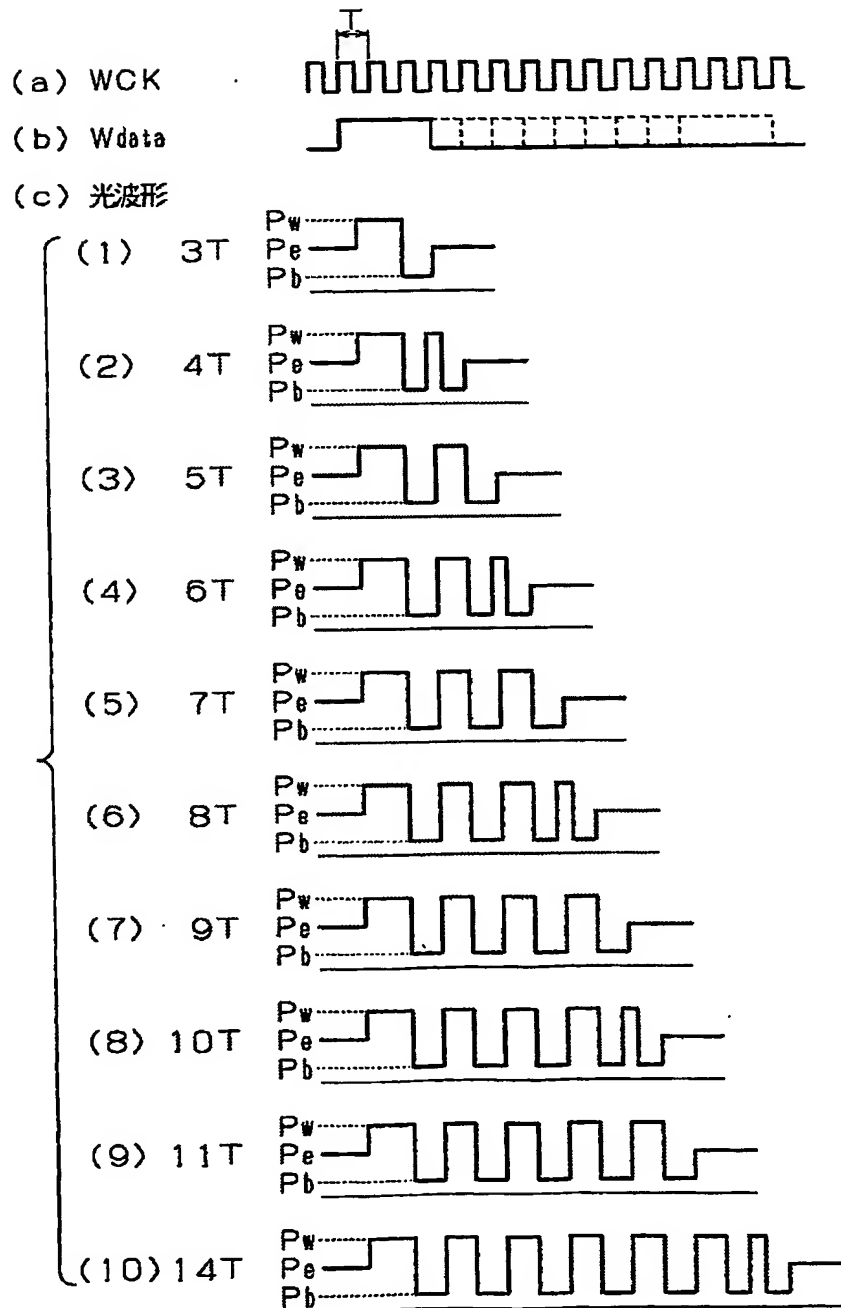 T
(a) WCK
(b) Wdata
(c) 光波形
(1) 3T
Pw
Pe
Pb
(2) 4T
Pw
Pe
Pb
(3) 5T
Pw
Pe
Pb
(4) 6T
Pw
Pe
Pb
(5) 7T
Pw
Pe
Pb
(6) 8T
Pw
Pe
Pb
(7) 9T
Pw
Pe
Pb
(8) 10T
Pw
Pe
Pb
(9) 11T
Pw
Pe
Pb
(10) 14T
Pw
Pe
Pb